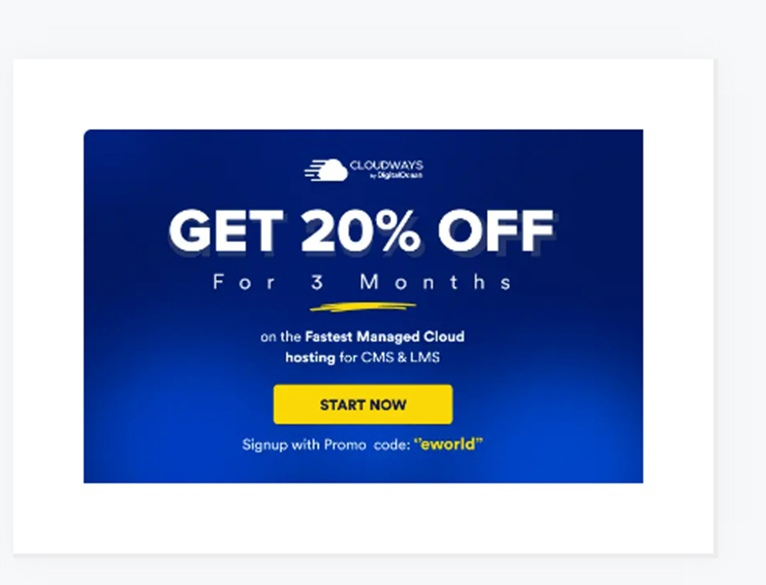 CLOUDWAYS
by DigitalOcean
GET 20% OFF
For 3 Months
on the Fastest Managed Cloud
hosting for CMS & LMS
START NOW
Signup with Promo code: “eworld”